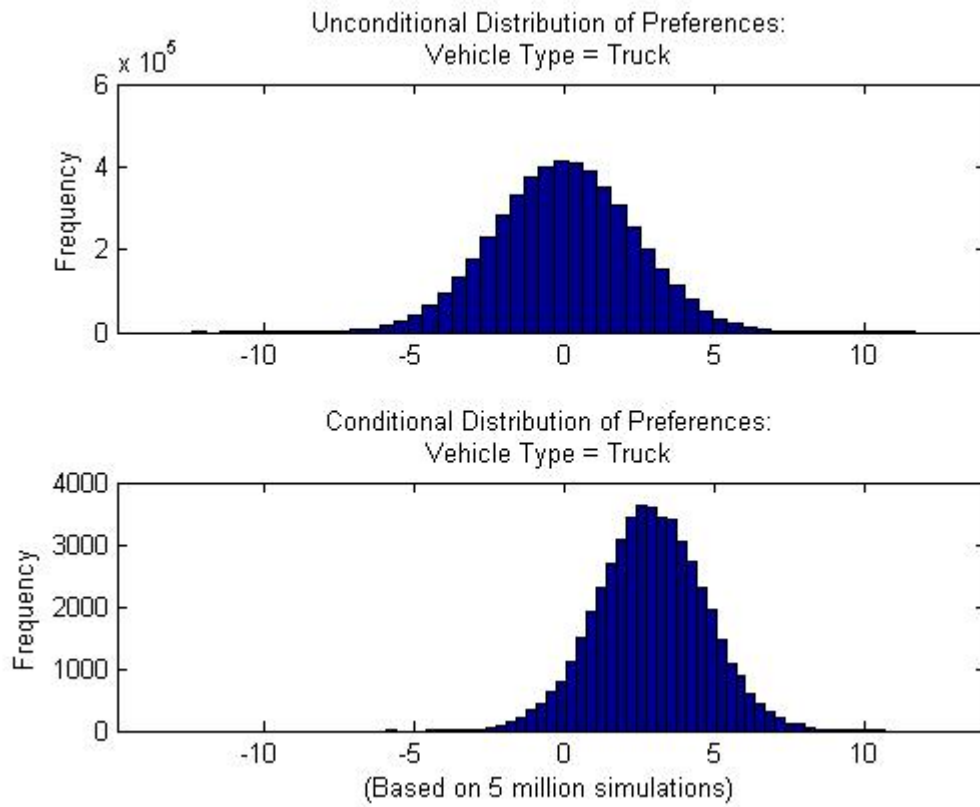 Unconditional Distribution of Preferences:
Vehicle Type = Truck
x 10^5
6
4
2
0
Frequency
-10 -5 0 5 10
Conditional Distribution of Preferences:
Vehicle Type = Truck
4000
3000
2000
1000
0
Frequency
-10 -5 0 5 10
(Based on 5 million simulations)